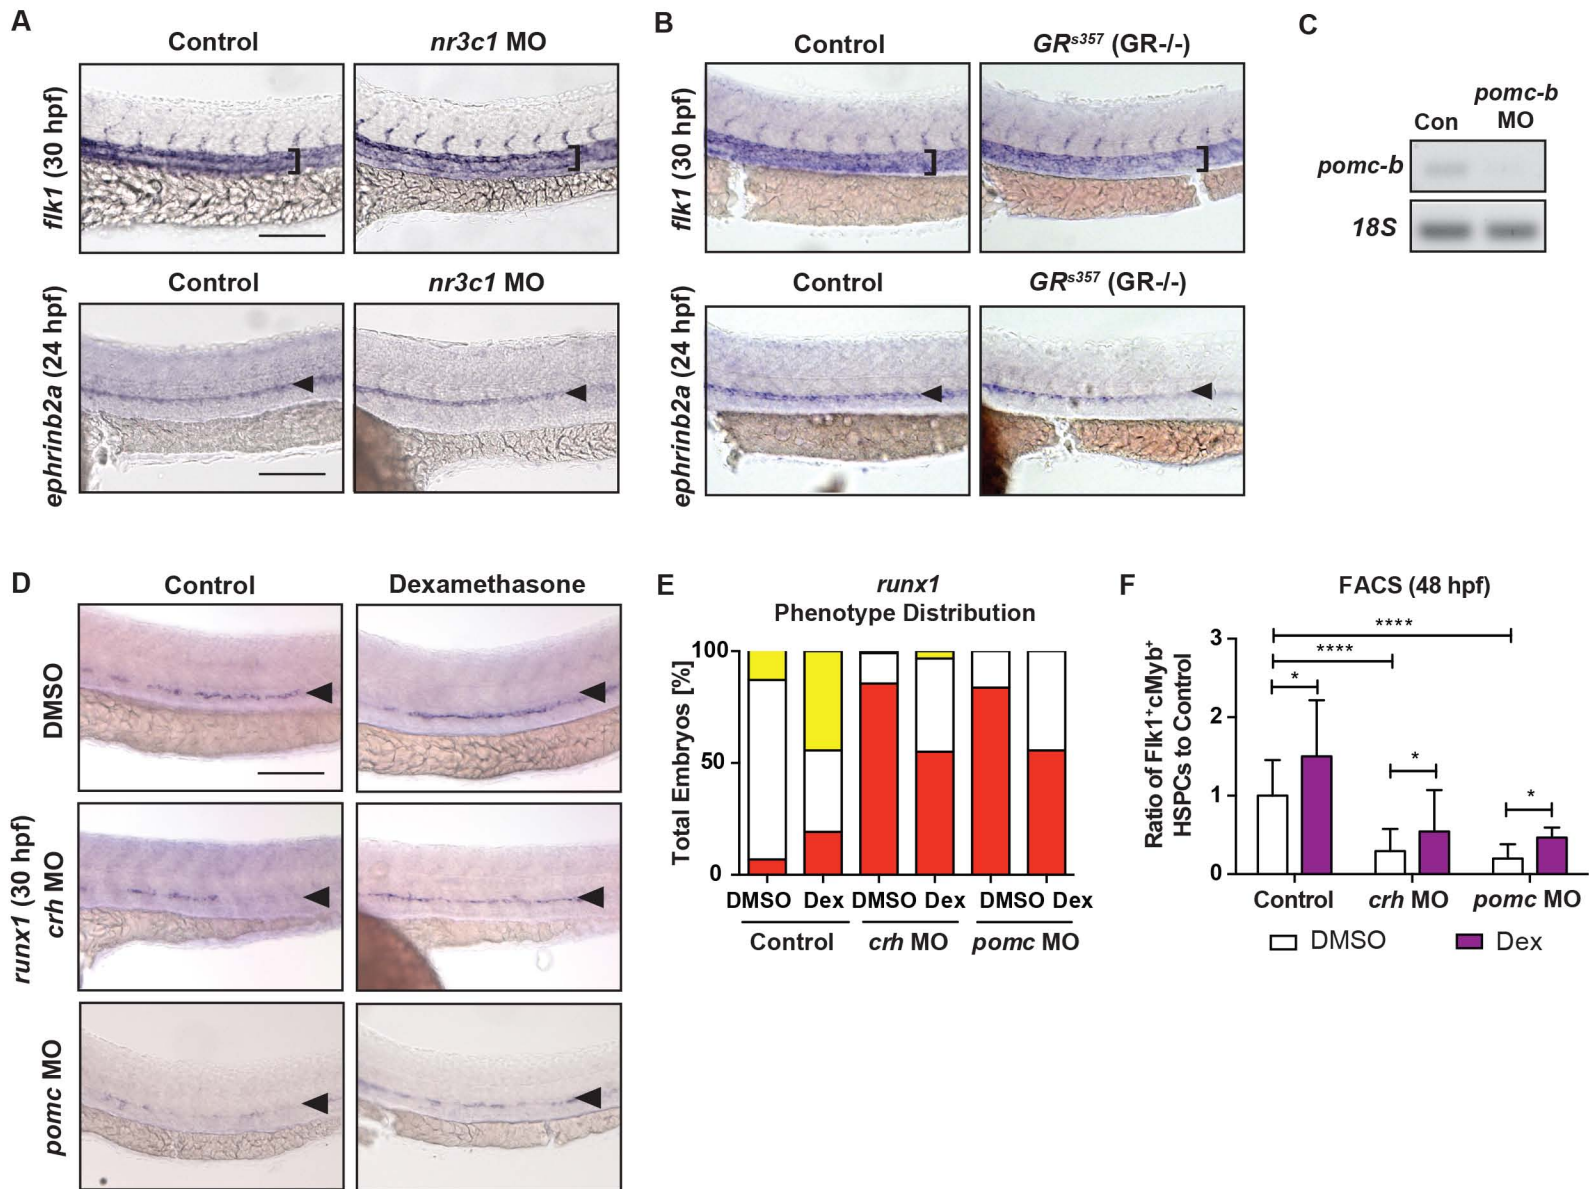 A
Control
nr3c1 MO
flk1 (30 hpf)
Control
nr3c1 MO
ephrinb2a (24 hpf)
B
Control
GRs357 (GR-/-)
flk1 (30 hpf)
Control
GRs357 (GR-/-)
ephrinb2a (24 hpf)
C
Con
pomc-b
MO
pomc-b
18S
D
Control
Dexamethasone
runx1 (30 hpf)
DMSO
crh MO
pomc MO
E
runx1
Phenotype Distribution
Total Embryos [%]
100
50
0
DMSO Dex DMSO Dex DMSO Dex
Control crh MO pomc MO
F
FACS (48 hpf)
Ratio of Flk1+cMyb+
HSPCs to Control
3
2
1
0
****
****
*
*
*
Control crh MO pomc MO
DMSO Dex